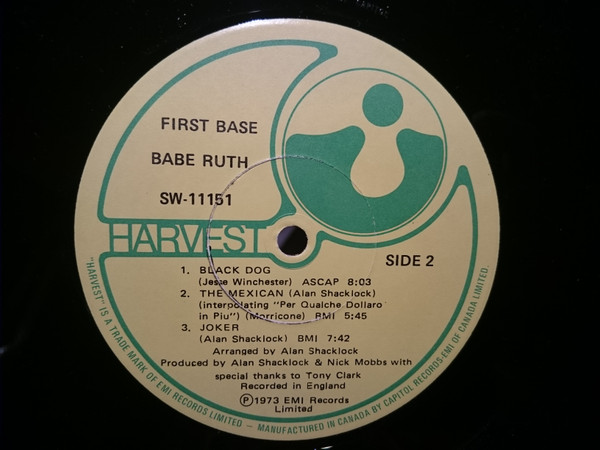 FIRST BASE
BABE RUTH
SW-11151
HARVEST
SIDE 2
1. BLACK DOG
(Jesse Winchester) ASCAP 8:03
2. THE MEXICAN (Alan Shacklock)
(interpolating "Per Qualche Dollaro
in Piu") (Morricone) BMI 5:45
3. JOKER
(Alan Shacklock) BMI 7:42
Arranged by Alan Shacklock
Produced by Alan Shacklock & Nick Mobbs with
special thanks to Tony Clark
Recorded in England
Ⓟ1973 EMI Records
Limited
"HARVEST" IS A TRADE MARK OF EMI RECORDS LIMITED — MANUFACTURED IN CANADA BY CAPITOL RECORDS-EMI OF CANADA LIMITED.